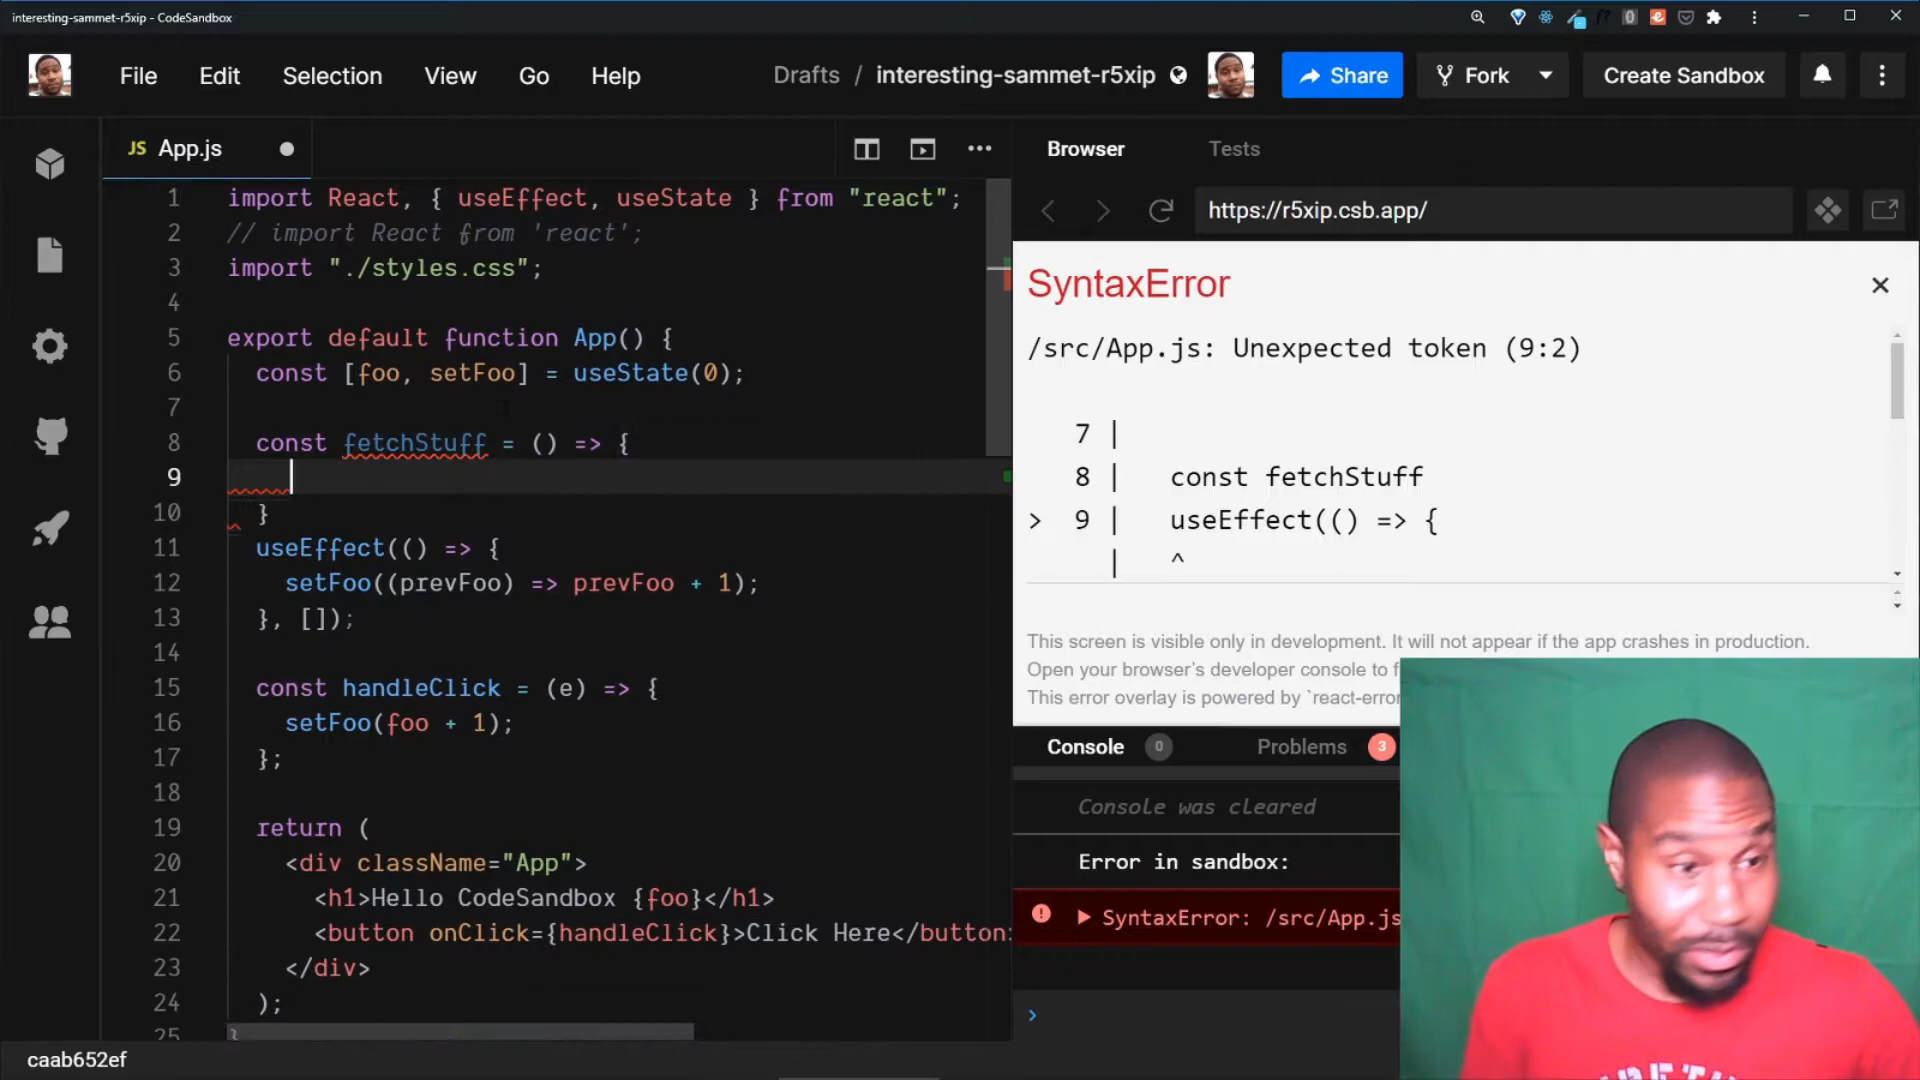 interesting-sammet-r5xip - CodeSandbox
File Edit Selection View Go Help
Drafts / interesting-sammet-r5xip
Share Fork Create Sandbox
JS App.js
Browser Tests
https://r5xip.csb.app/
1 import React, { useEffect, useState } from "react";
2 // import React from 'react';
3 import "./styles.css";
4
5 export default function App() {
6 const [foo, setFoo] = useState(0);
7
8 const fetchStuff = () => {
9
10 }
11 useEffect(() => {
12 setFoo((prevFoo) => prevFoo + 1);
13 }, []);
14
15 const handleClick = (e) => {
16 setFoo(foo + 1);
17 };
18
19 return (
20 <div className="App">
21 <h1>Hello CodeSandbox {foo}</h1>
22 <button onClick={handleClick}>Click Here</button>
23 </div>
24 );
25 }
SyntaxError
/src/App.js: Unexpected token (9:2)
7 |
8 | const fetchStuff
> 9 | useEffect(() => {
| ^
This screen is visible only in development. It will not appear if the app crashes in production.
Open your browser's developer console to f
This error overlay is powered by `react-error
Console 0 Problems 3
Console was cleared
Error in sandbox:
SyntaxError: /src/App.js
>
caab652ef